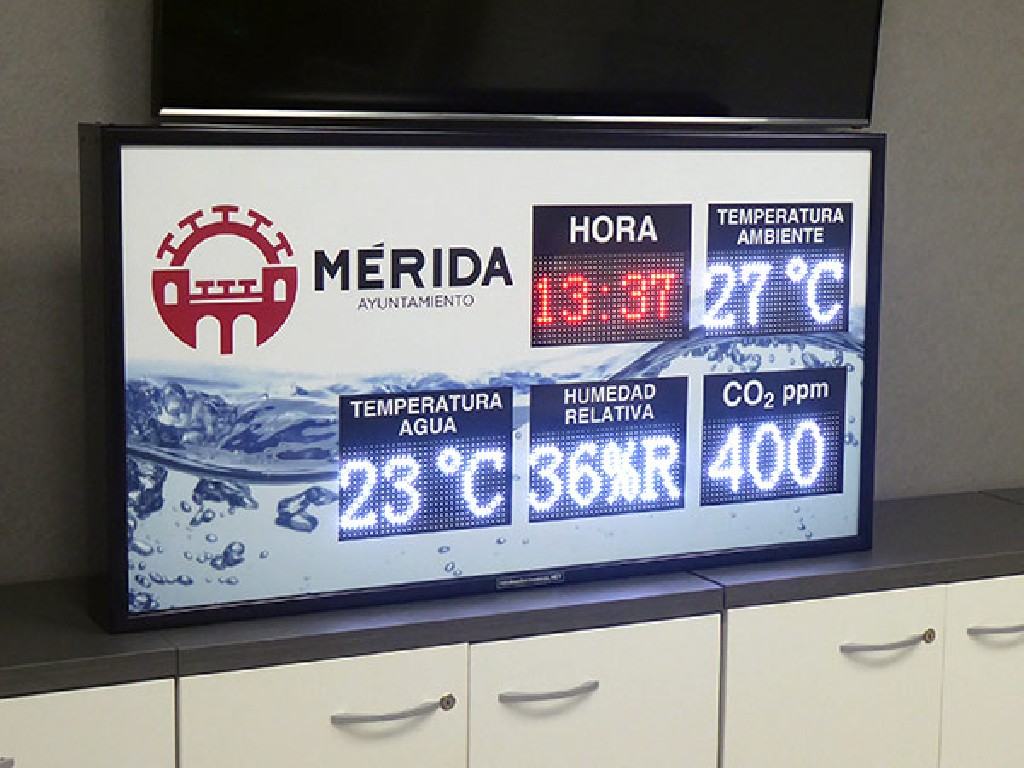 MÉRIDA
AYUNTAMIENTO
HORA
13:37
TEMPERATURA
AMBIENTE
27°C
TEMPERATURA
AGUA
23°C
HUMEDAD
RELATIVA
36%R
CO₂ ppm
400